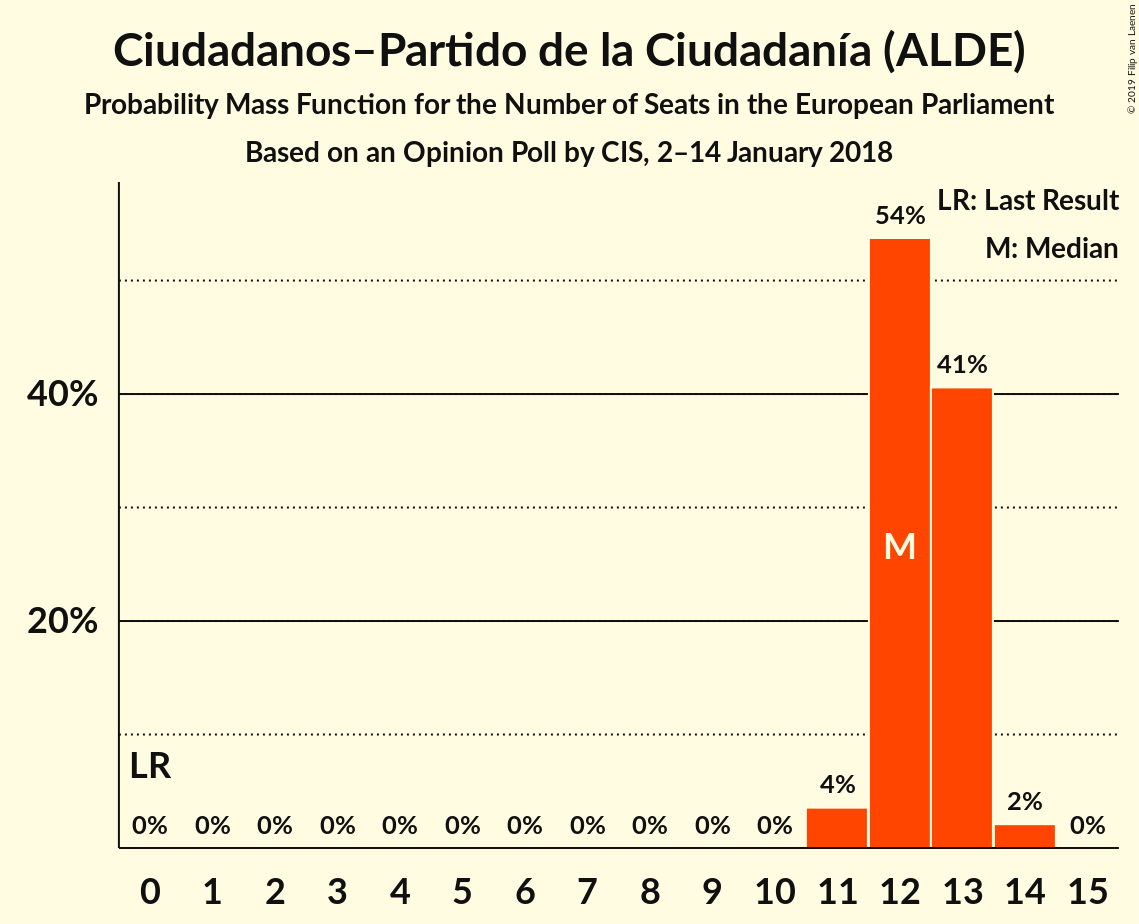 Ciudadanos–Partido de la Ciudadanía (ALDE)
Probability Mass Function for the Number of Seats in the European Parliament
Based on an Opinion Poll by CIS, 2–14 January 2018
© 2019 Filip van Laenen
LR: Last Result
M: Median
54%
41%
40%
M
20%
LR
4%
2%
0% 0% 0% 0% 0% 0% 0% 0% 0% 0% 0% 0%
0 1 2 3 4 5 6 7 8 9 10 11 12 13 14 15